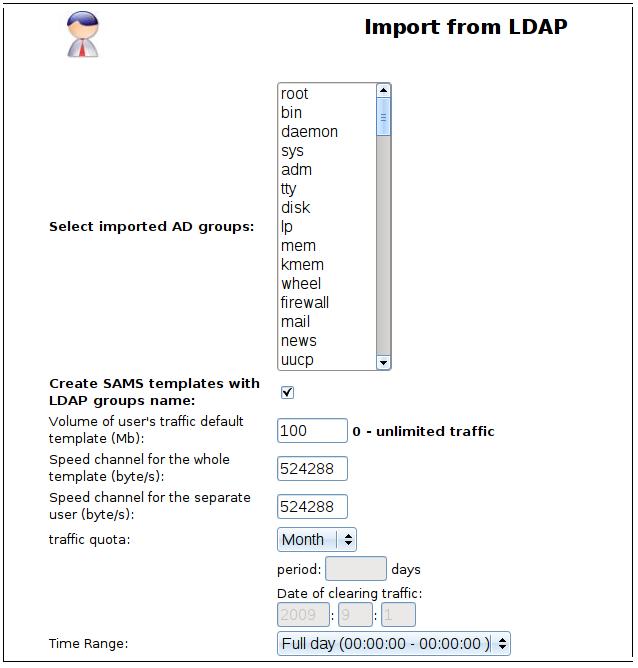 Import from LDAP
root
bin
daemon
sys
adm
tty
disk
lp
mem
kmem
wheel
firewall
mail
news
uucp
Select imported AD groups:
Create SAMS templates with
LDAP groups name:
Volume of user's traffic default
template (Mb):
100 0 - unlimited traffic
Speed channel for the whole
template (byte/s):
524288
Speed channel for the separate
user (byte/s):
524288
traffic quota: Month
period: days
Date of clearing traffic:
2009 : 9 : 1
Time Range: Full day (00:00:00 - 00:00:00 )